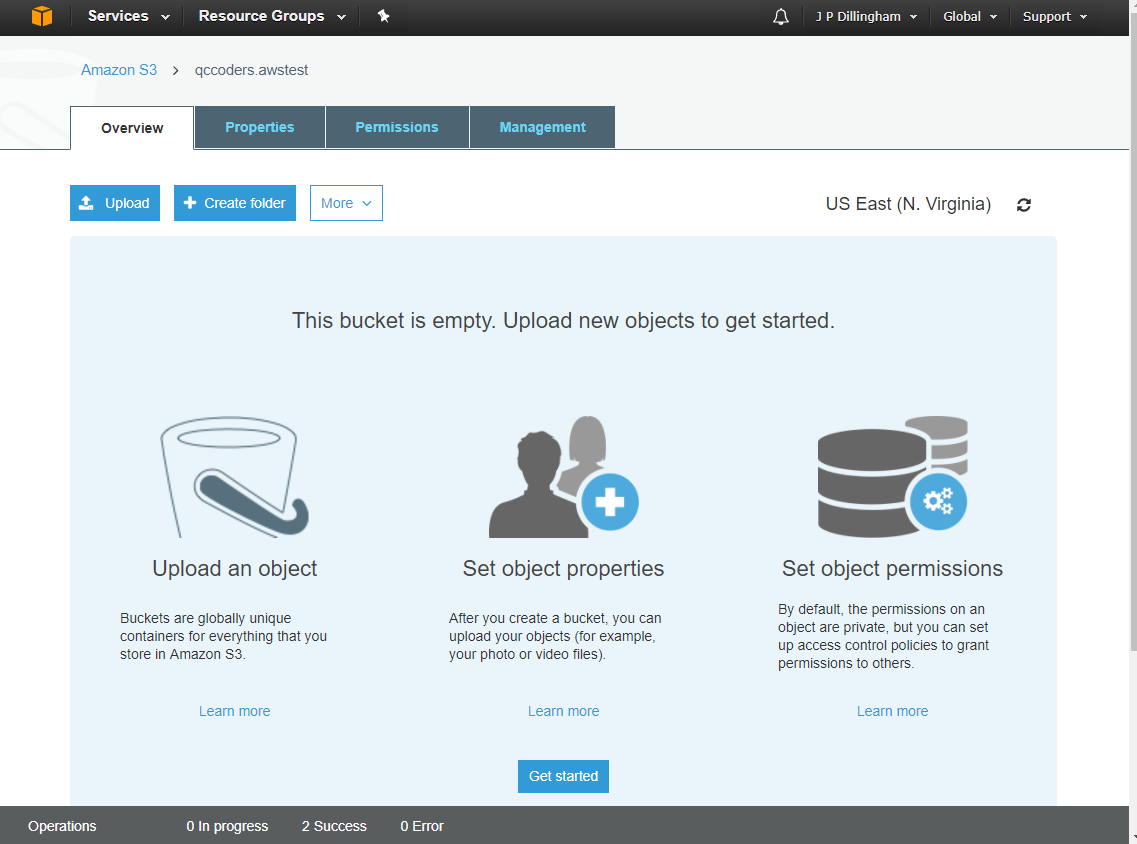 Services Resource Groups J P Dillingham Global Support
Amazon S3 > qccoders.awstest
Overview Properties Permissions Management
Upload Create folder More US East (N. Virginia)
This bucket is empty. Upload new objects to get started.
Upload an object
Buckets are globally unique
containers for everything that you
store in Amazon S3.
Learn more
Set object properties
After you create a bucket, you can
upload your objects (for example,
your photo or video files).
Learn more
Set object permissions
By default, the permissions on an
object are private, but you can set
up access control policies to grant
permissions to others.
Learn more
Get started
Operations 0 In progress 2 Success 0 Error